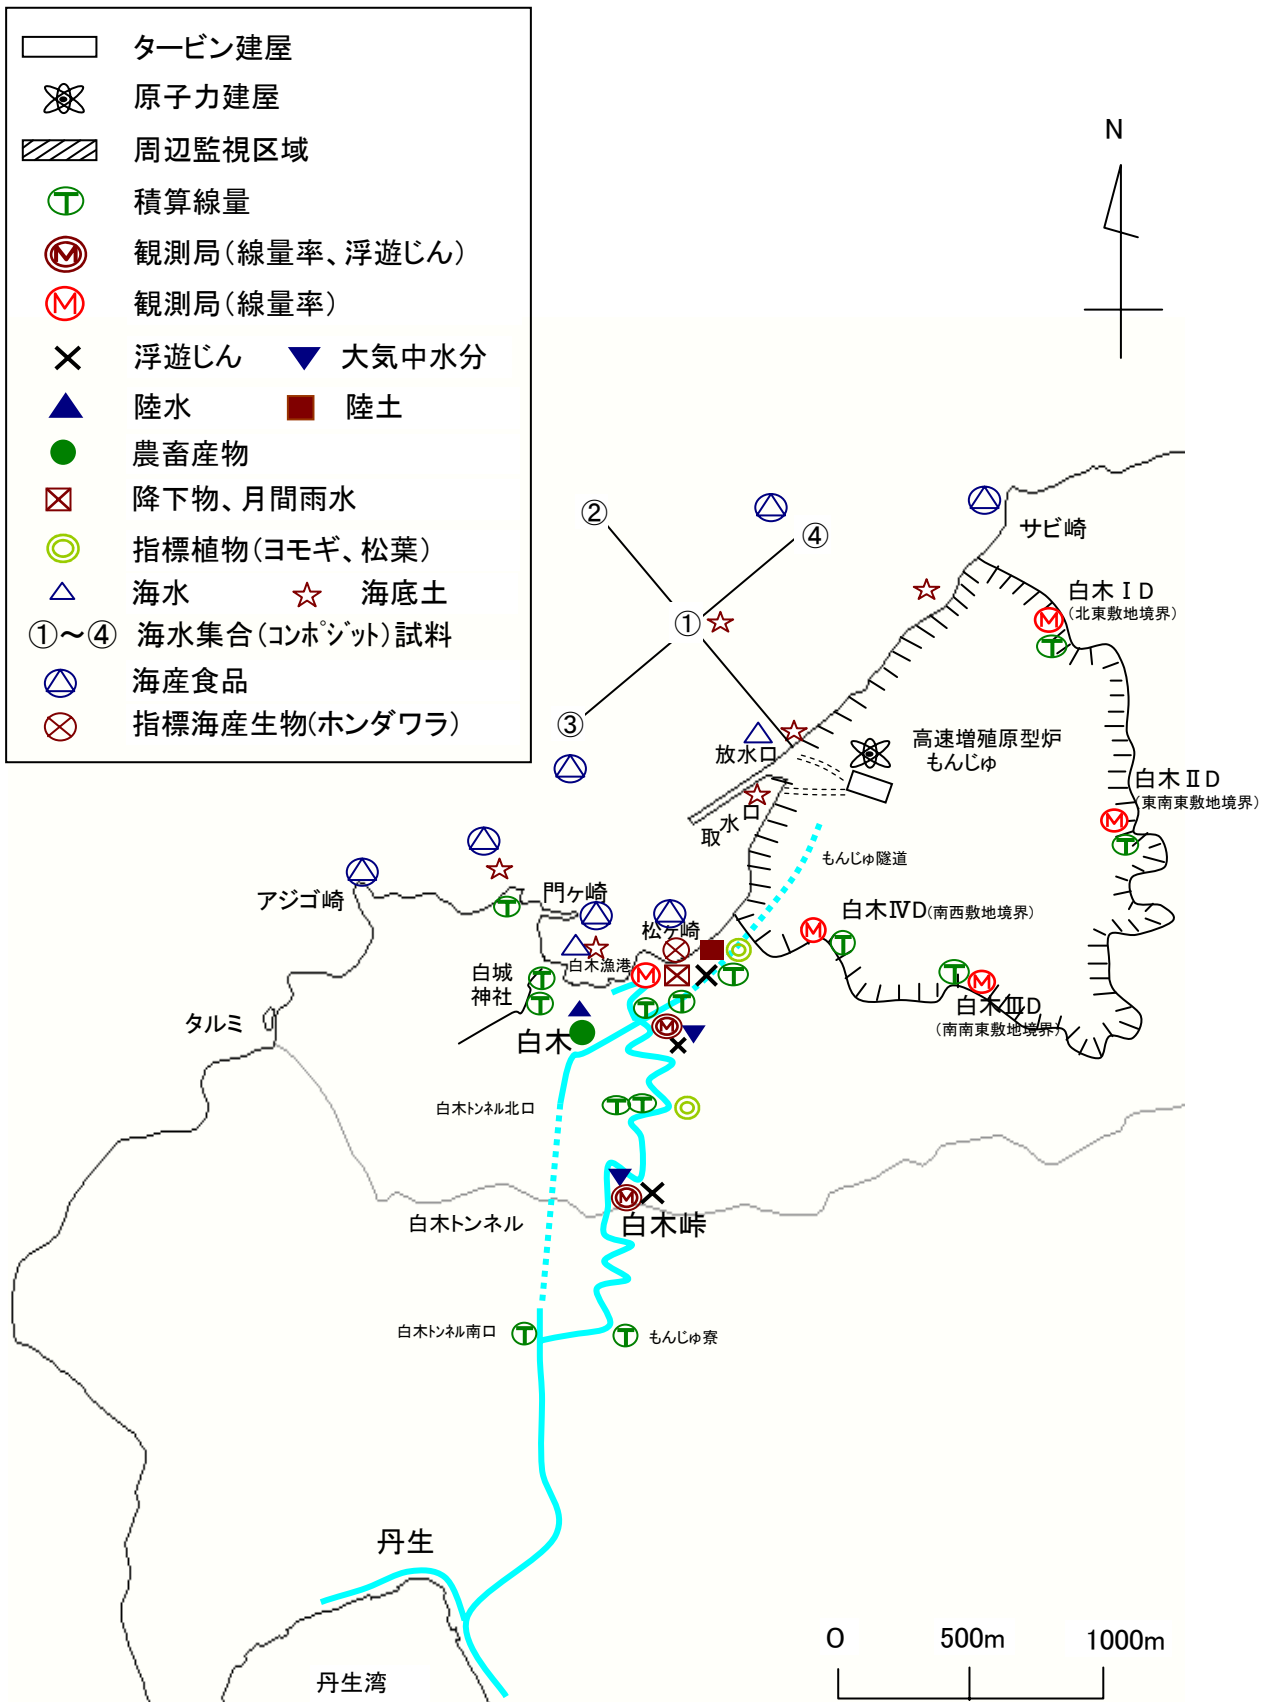 タービン建屋
原子力建屋
周辺監視区域
積算線量
観測局(線量率、浮遊じん)
観測局(線量率)
浮遊じん 大気中水分
陸水 陸土
農畜産物
降下物、月間雨水
指標植物(ヨモギ、松葉)
海水 海底土
①～④ 海水集合(コンポジット)試料
海産食品
指標海産生物(ホンダワラ)
N
②
④
①
③
サビ崎
白木ⅠD
(北東敷地境界)
高速増殖原型炉
もんじゅ
放水口
取水口
白木ⅡD
(東南東敷地境界)
もんじゅ隧道
アジゴ崎
門ヶ崎
白木ⅣD(南西敷地境界)
松ヶ崎
白木漁港
白城
神社
白木ⅢD
(南南東敷地境界)
タルミ
白木
白木トンネル北口
白木トンネル
白木峠
白木トンネル南口
もんじゅ寮
丹生
丹生湾
O 500m 1000m